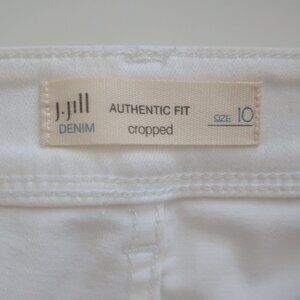 J.Jill
DENIM
AUTHENTIC FIT
cropped
SIZE 10